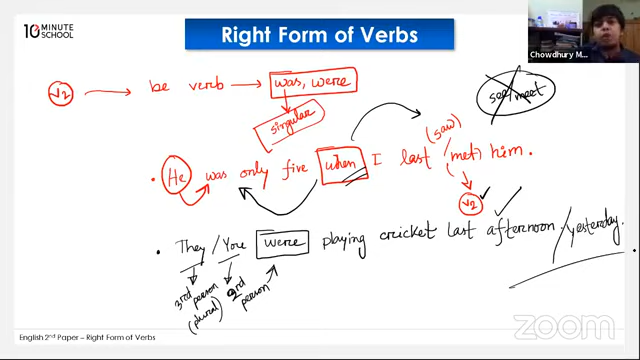 10 MINUTE SCHOOL
Right Form of Verbs
Chowdhury M...
V2 → be verb → was, were
singular
see/meet
(saw)
• He was only five when I last / (met) him.
V2 ✓
• They / You were playing cricket last afternoon / yesterday.
3rd person
(plural)
person
English 2nd Paper – Right Form of Verbs
zoom